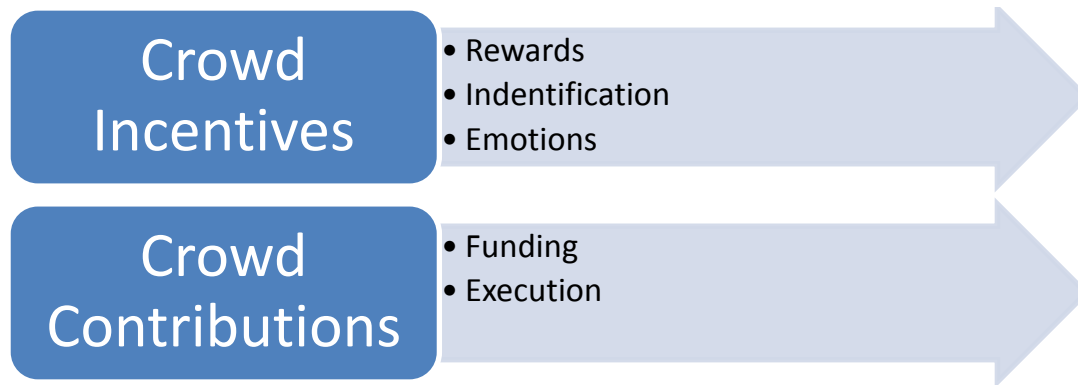 Crowd
Incentives
• Rewards
• Indentification
• Emotions
Crowd
Contributions
• Funding
• Execution